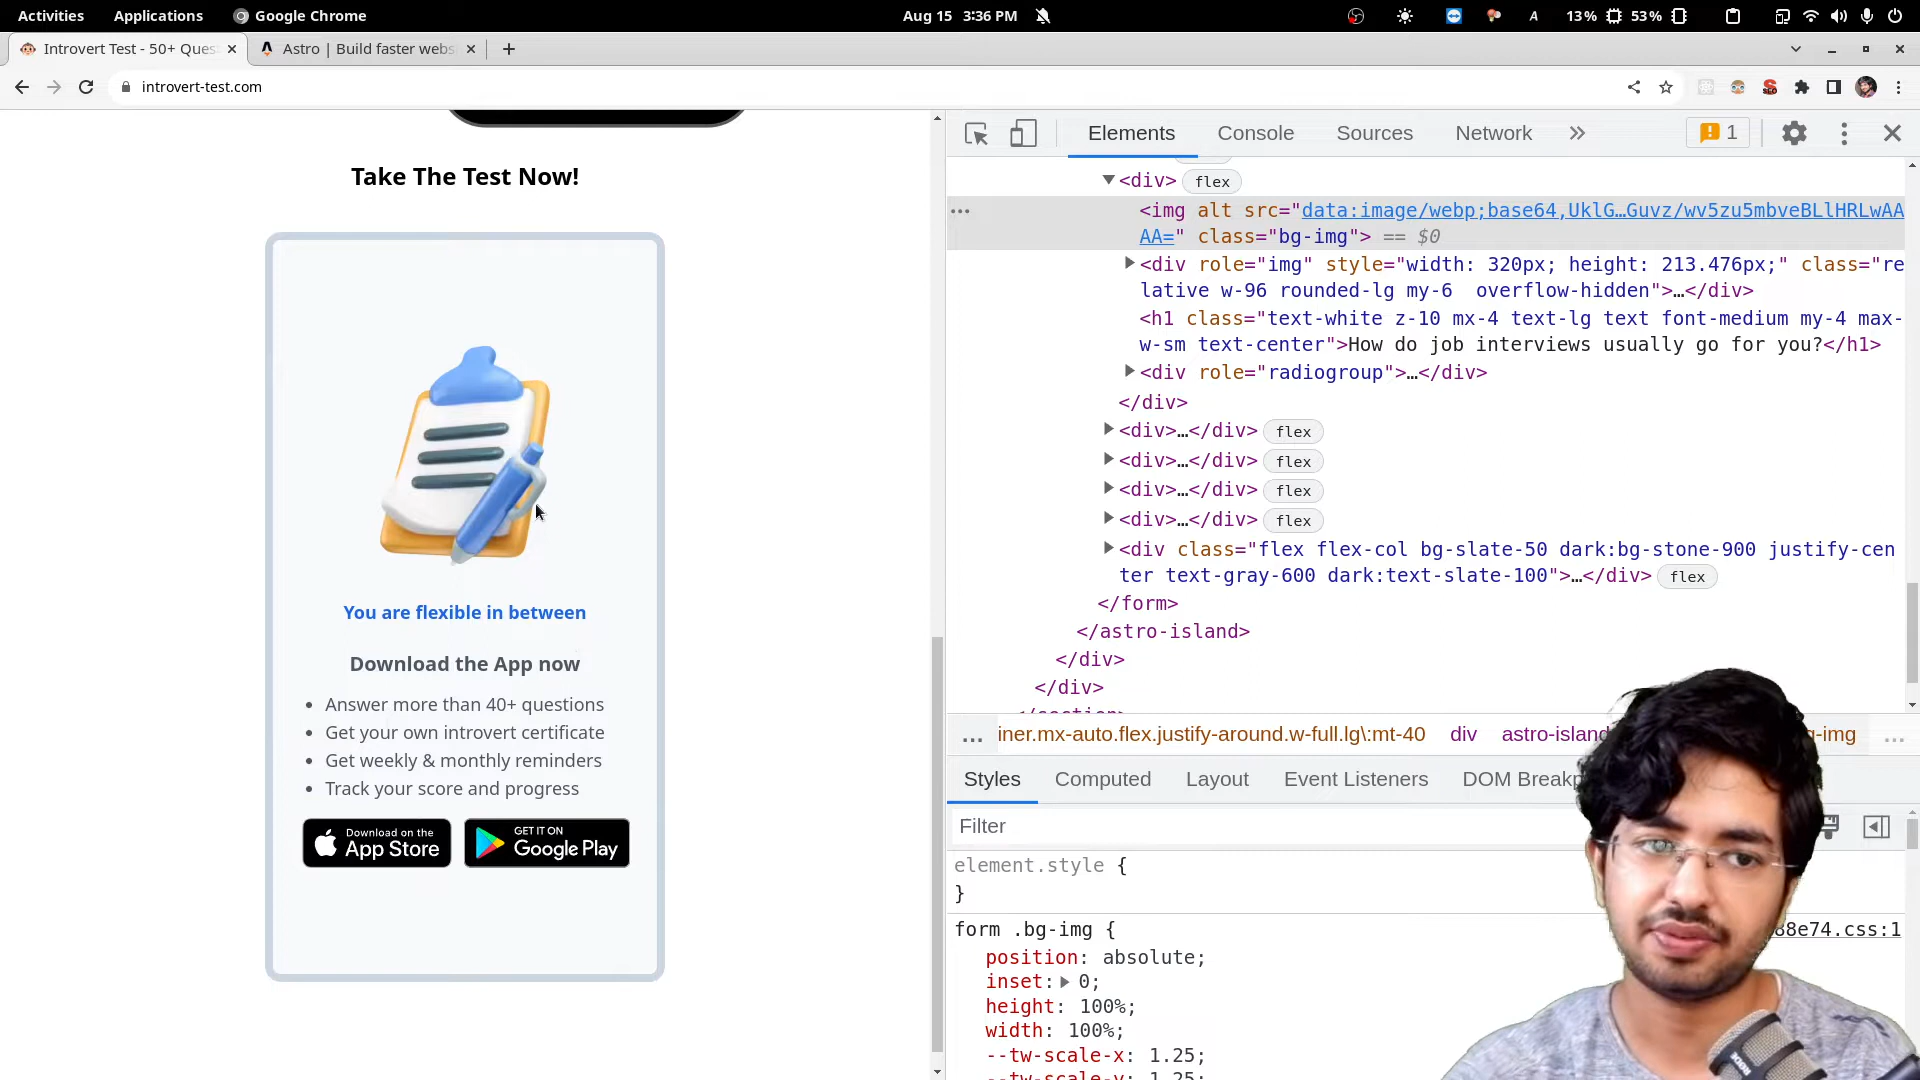 Activities Applications Google Chrome Aug 15 3:36 PM A 13% 53%
Introvert Test - 50+ Ques Astro | Build faster webs
introvert-test.com
Elements Console Sources Network 1
Take The Test Now!
You are flexible in between
Download the App now
Answer more than 40+ questions
Get your own introvert certificate
Get weekly & monthly reminders
Track your score and progress
Download on the
App Store
GET IT ON
Google Play
<div> flex
<img alt src="data:image/webp;base64,UklG…Guvz/wv5zu5mbveBLlHRLwAA
AA=" class="bg-img"> == $0
<div role="img" style="width: 320px; height: 213.476px;" class="re
lative w-96 rounded-lg my-6  overflow-hidden">…</div>
<h1 class="text-white z-10 mx-4 text-lg text font-medium my-4 max-
w-sm text-center">How do job interviews usually go for you?</h1>
<div role="radiogroup">…</div>
</div>
<div>…</div> flex
<div>…</div> flex
<div>…</div> flex
<div>…</div> flex
<div class="flex flex-col bg-slate-50 dark:bg-stone-900 justify-cen
ter text-gray-600 dark:text-slate-100">…</div> flex
</form>
</astro-island>
</div>
</div>
… iner.mx-auto.flex.justify-around.w-full.lg\:mt-40 div astro-island g-img …
Styles Computed Layout Event Listeners DOM Breakp
Filter
element.style {
}
form .bg-img { 88e74.css:1
position: absolute;
inset: 0;
height: 100%;
width: 100%;
--tw-scale-x: 1.25;